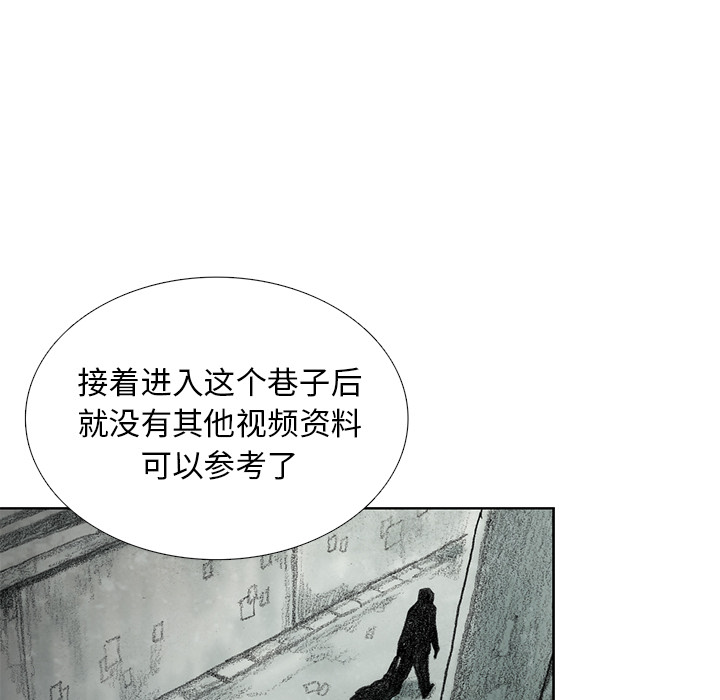 接着进入这个巷子后
就没有其他视频资料
可以参考了